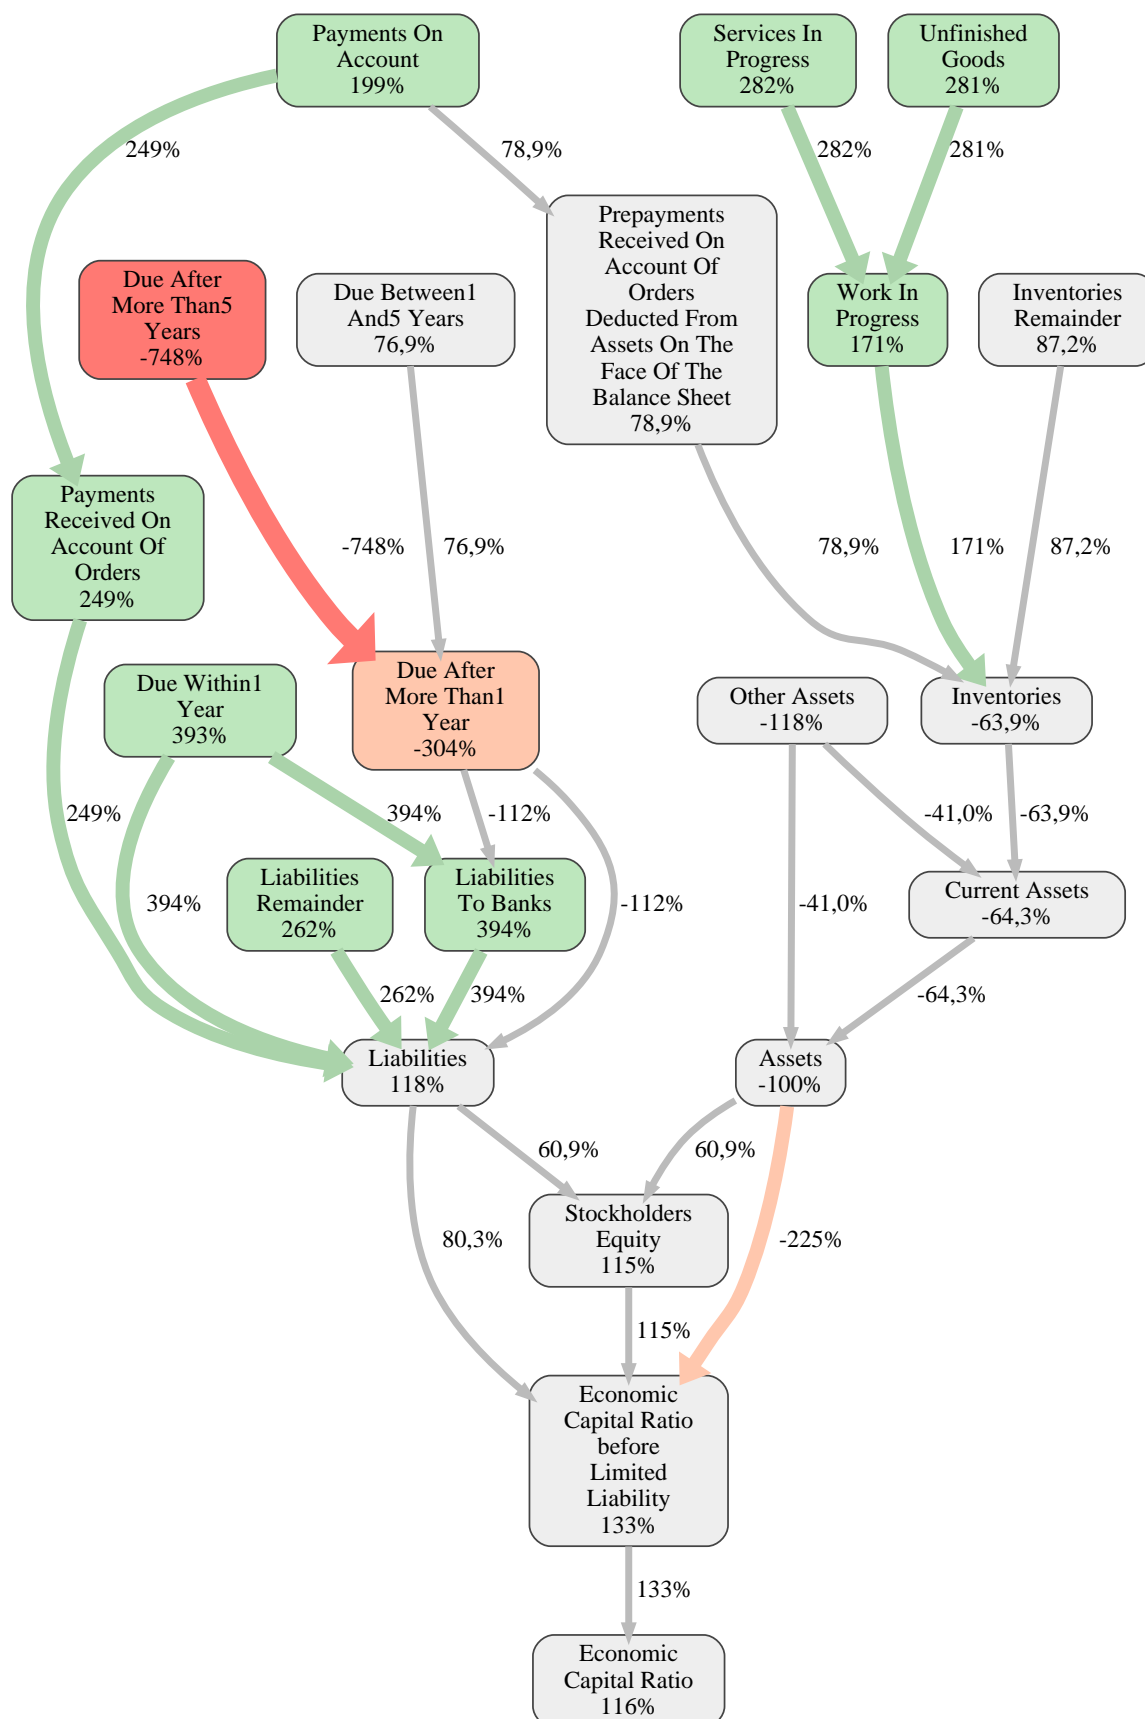 Payments On
Account
199%
Services In
Progress
282%
Unfinished
Goods
281%
249%
78,9%
282%
281%
Prepayments
Received On
Account Of
Orders
Deducted From
Assets On The
Face Of The
Balance Sheet
78,9%
Due After
More Than5
Years
-748%
Due Between1
And5 Years
76,9%
Work In
Progress
171%
Inventories
Remainder
87,2%
Payments
Received On
Account Of
Orders
249%
-748%
76,9%
78,9%
171%
87,2%
Due Within1
Year
393%
Due After
More Than1
Year
-304%
Other Assets
-118%
Inventories
-63,9%
249%
394%
-112%
-41,0%
-63,9%
394%
Liabilities
Remainder
262%
Liabilities
To Banks
394%
-112%
-41,0%
Current Assets
-64,3%
262%
394%
-64,3%
Liabilities
118%
Assets
-100%
60,9%
60,9%
80,3%
Stockholders
Equity
115%
-225%
115%
Economic
Capital Ratio
before
Limited
Liability
133%
133%
Economic
Capital Ratio
116%